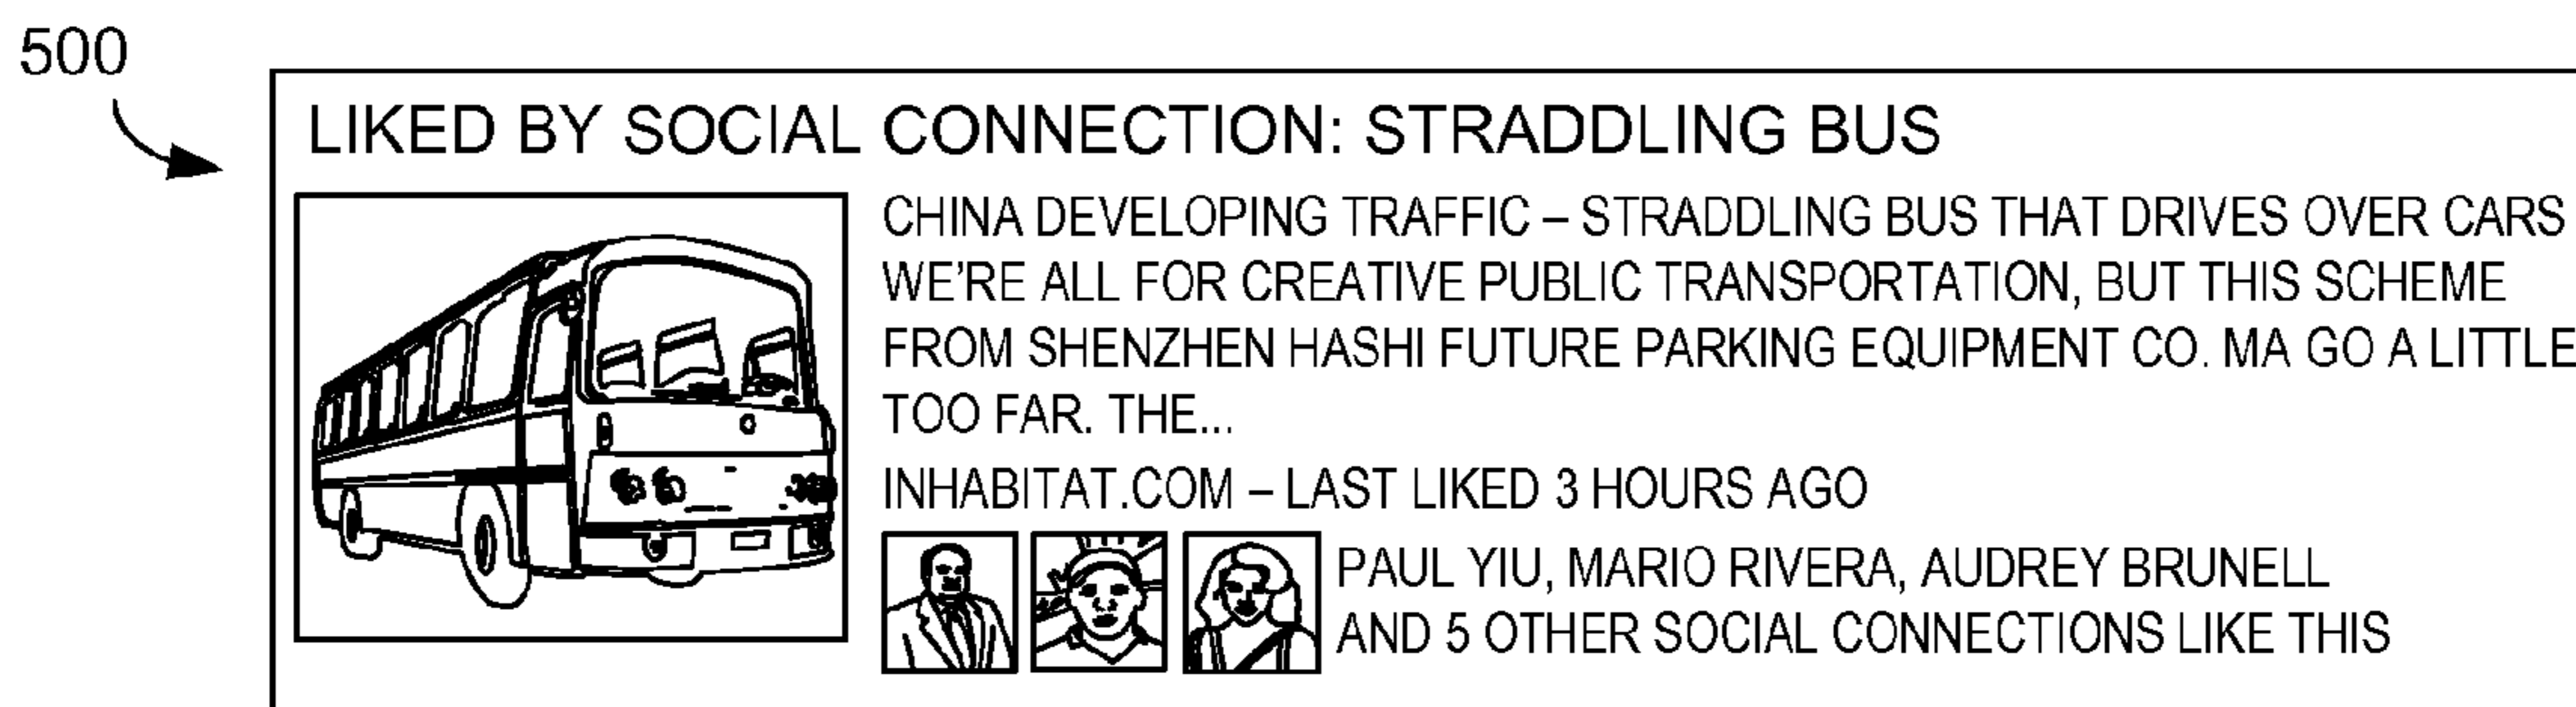 500
LIKED BY SOCIAL CONNECTION: STRADDLING BUS
CHINA DEVELOPING TRAFFIC – STRADDLING BUS THAT DRIVES OVER CARS
WE'RE ALL FOR CREATIVE PUBLIC TRANSPORTATION, BUT THIS SCHEME
FROM SHENZHEN HASHI FUTURE PARKING EQUIPMENT CO. MA GO A LITTLE
TOO FAR. THE...
INHABITAT.COM – LAST LIKED 3 HOURS AGO
PAUL YIU, MARIO RIVERA, AUDREY BRUNELL
AND 5 OTHER SOCIAL CONNECTIONS LIKE THIS